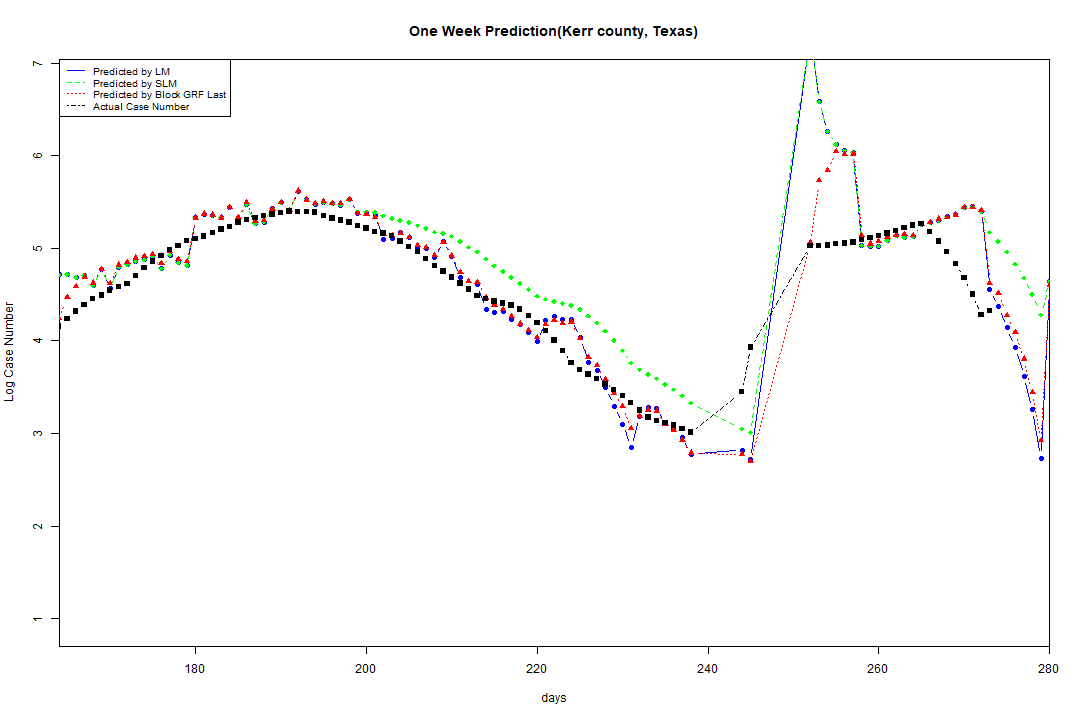 One Week Prediction(Kerr county, Texas)
Predicted by LM
Predicted by SLM
Predicted by Block GRF Last
Actual Case Number
7
6
5
4
3
2
1
Log Case Number
180 200 220 240 260 280
days